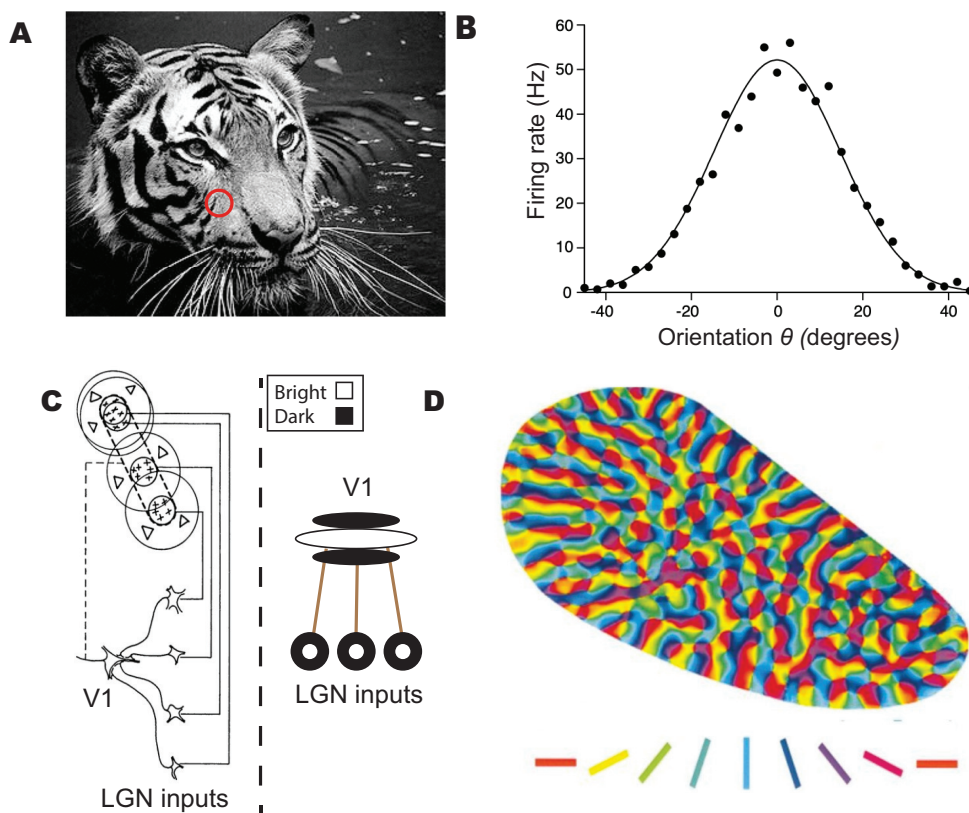 A
B
Firing rate (Hz)
60
50
40
30
20
10
0
-40
-20
0
20
40
Orientation θ (degrees)
C
Bright
Dark
V1
LGN inputs
V1
LGN inputs
D